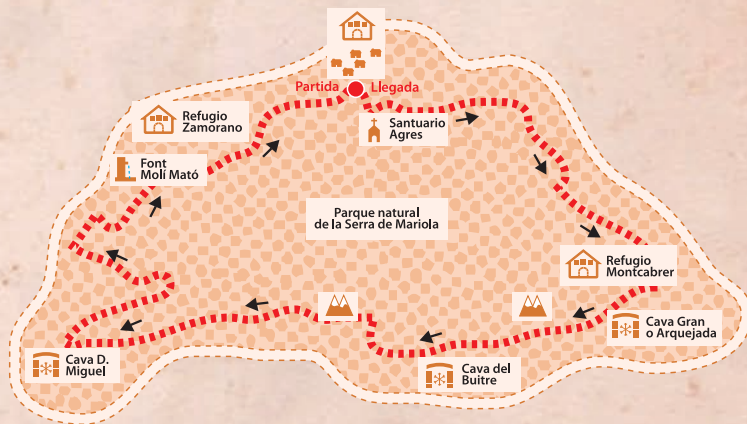 Partida
Llegada
Refugio
Zamorano
Santuario
Agres
Font
Molí Mató
Parque natural
de la Serra de Mariola
Refugio
Montcabrer
Cava Gran
o Arquejada
Cava D.
Miguel
Cava del
Buitre